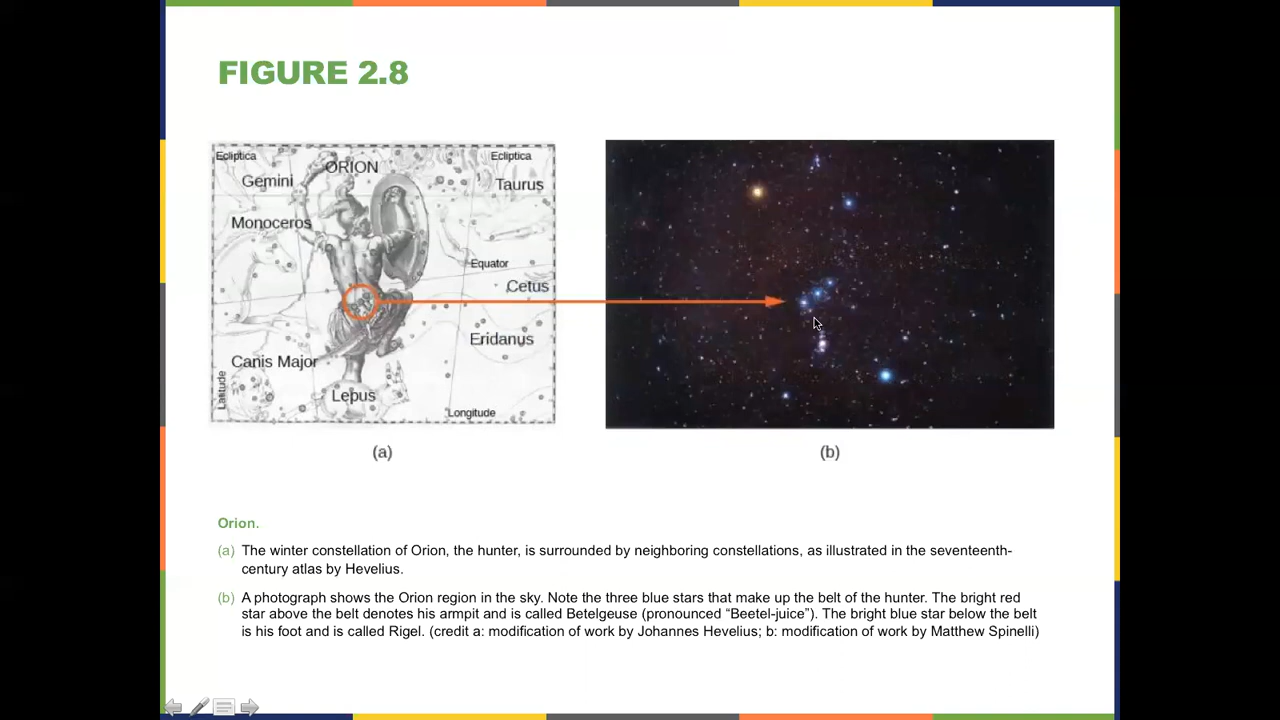 FIGURE 2.8
Ecliptica
ORION
Ecliptica
Gemini
Taurus
Monoceros
Equator
Cetus
Eridanus
Canis Major
Latitude
Lepus
Longitude
(a)
(b)
Orion.
(a) The winter constellation of Orion, the hunter, is surrounded by neighboring constellations, as illustrated in the seventeenth-
century atlas by Hevelius.
(b) A photograph shows the Orion region in the sky. Note the three blue stars that make up the belt of the hunter. The bright red
star above the belt denotes his armpit and is called Betelgeuse (pronounced “Beetel-juice”). The bright blue star below the belt
is his foot and is called Rigel. (credit a: modification of work by Johannes Hevelius; b: modification of work by Matthew Spinelli)